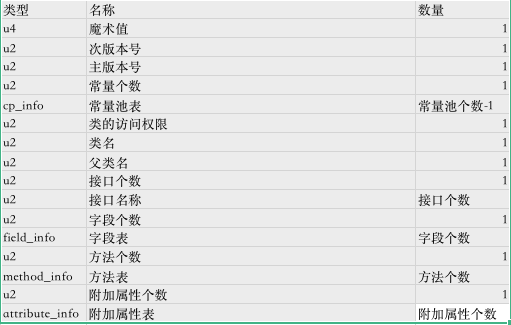 类型 名称 数量
u4 魔术值 1
u2 次版本号 1
u2 主版本号 1
u2 常量个数 1
cp_info 常量池表 常量池个数-1
u2 类的访问权限 1
u2 类名 1
u2 父类名 1
u2 接口个数 1
u2 接口名称 接口个数
u2 字段个数 1
field_info 字段表 字段个数
u2 方法个数 1
method_info 方法表 方法个数
u2 附加属性个数 1
attribute_info 附加属性表 附加属性个数